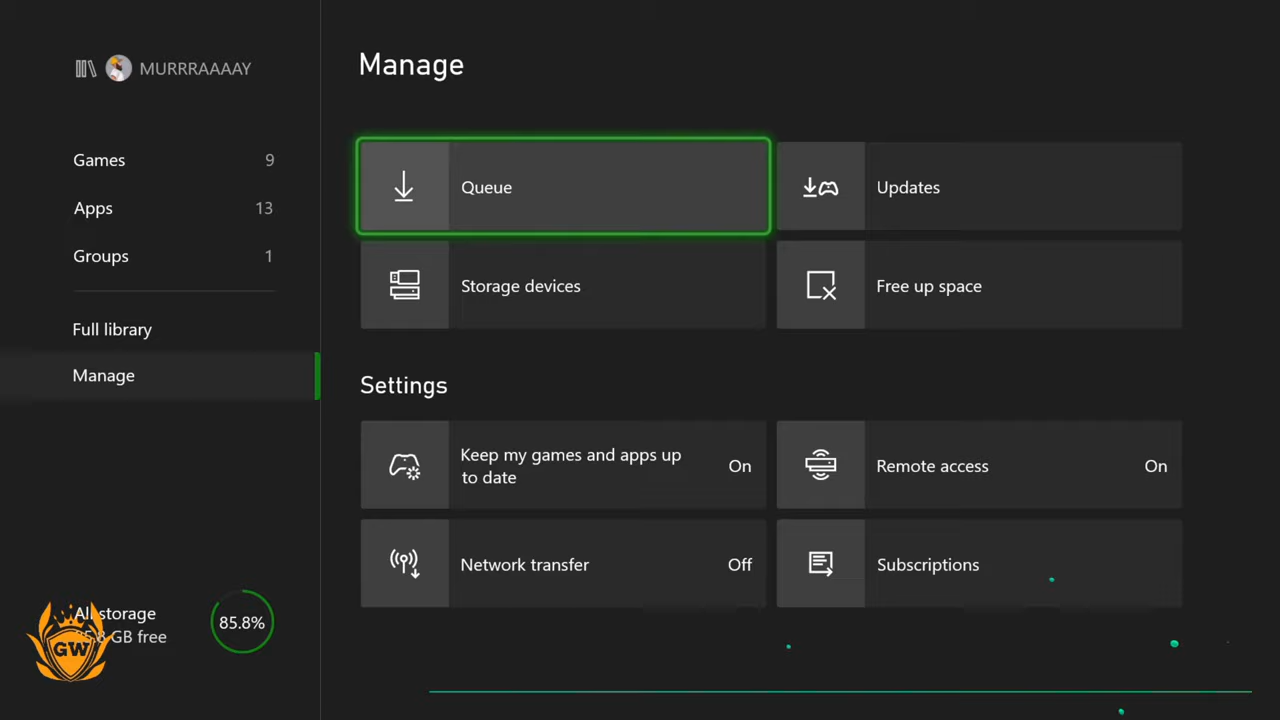 MURRRAAAAY
Games 9
Apps 13
Groups 1
Full library
Manage
All storage
GB free
85.8%
GW
Manage
Queue
Updates
Storage devices
Free up space
Settings
Keep my games and apps up
to date
On
Remote access On
Network transfer Off
Subscriptions